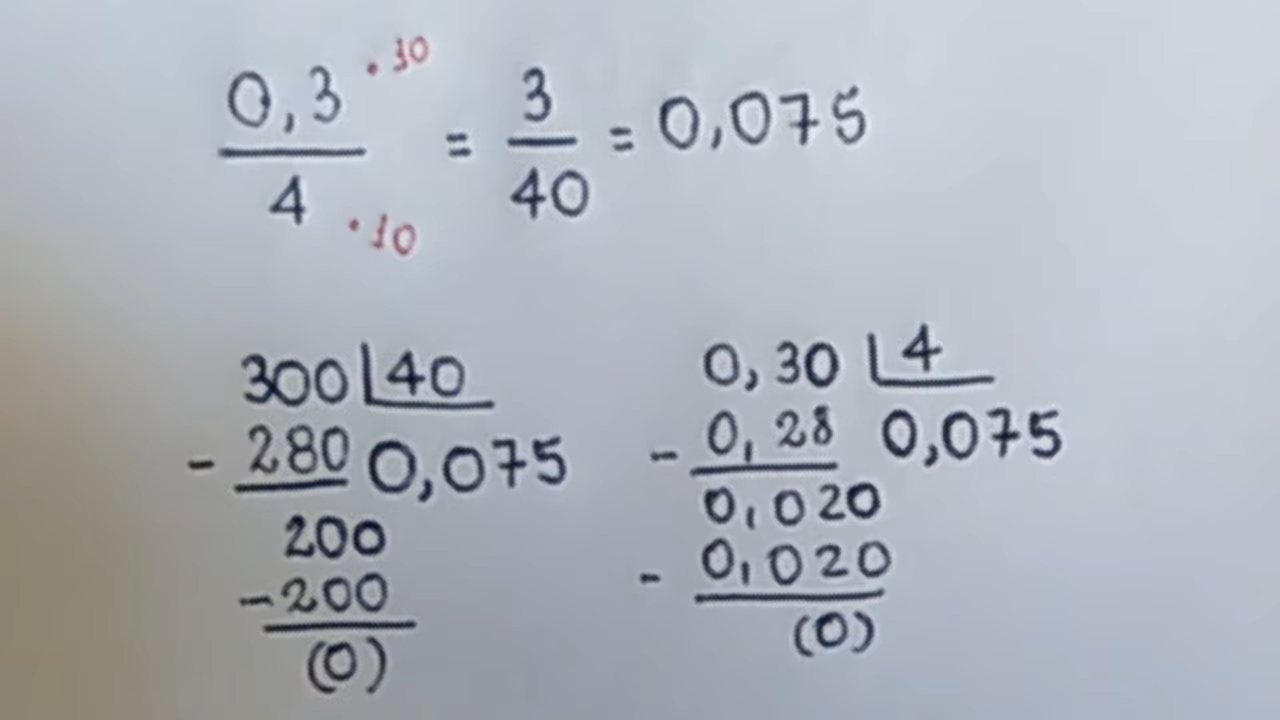 0,3 · 10
—— = 3/40 = 0,075
4 · 10
300 | 40
- 280 0,075
200
- 200
(0)
0,30 | 4
- 0,28 0,075
0,020
- 0,020
(0)